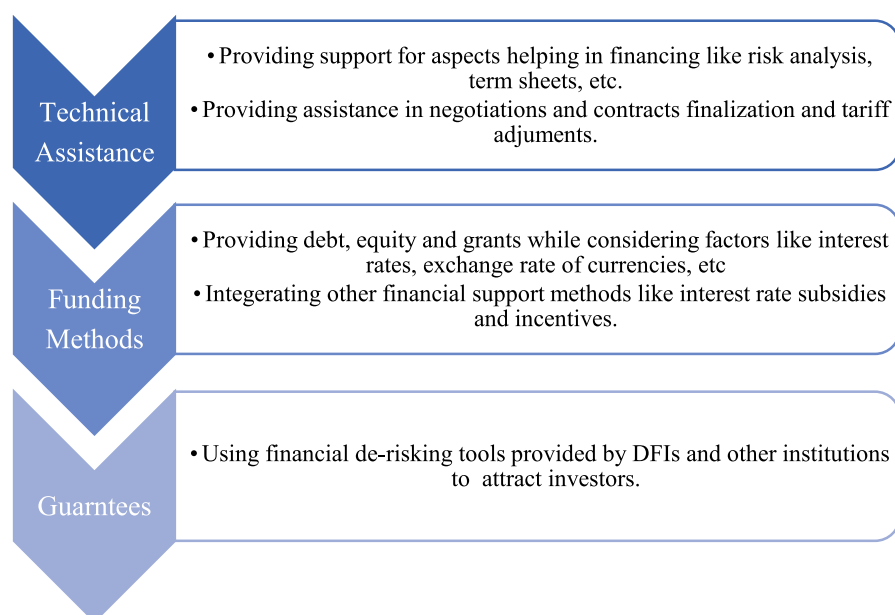 Technical
Assistance
• Providing support for aspects helping in financing like risk analysis,
term sheets, etc.
• Providing assistance in negotiations and contracts finalization and tariff
adjuments.
Funding
Methods
• Providing debt, equity and grants while considering factors like interest
rates, exchange rate of currencies, etc
• Integerating other financial support methods like interest rate subsidies
and incentives.
Guarntees
• Using financial de-risking tools provided by DFIs and other institutions
to attract investors.